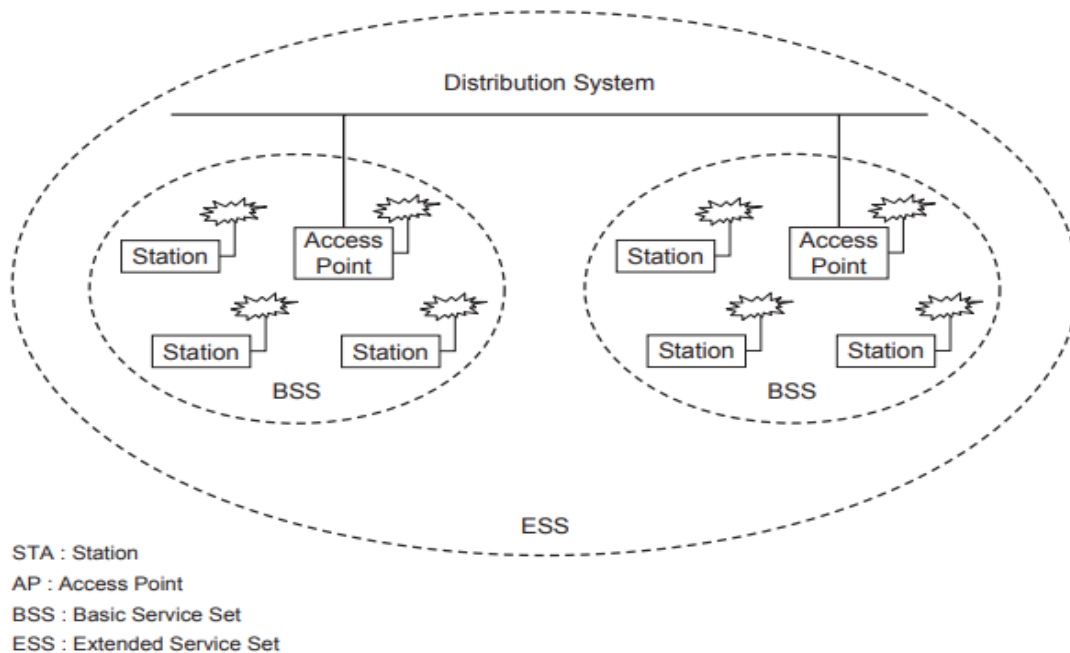 Distribution System
Station
Access
Point
Station
Access
Point
Station
Station
Station
Station
BSS
BSS
ESS
STA : Station
AP : Access Point
BSS : Basic Service Set
ESS : Extended Service Set